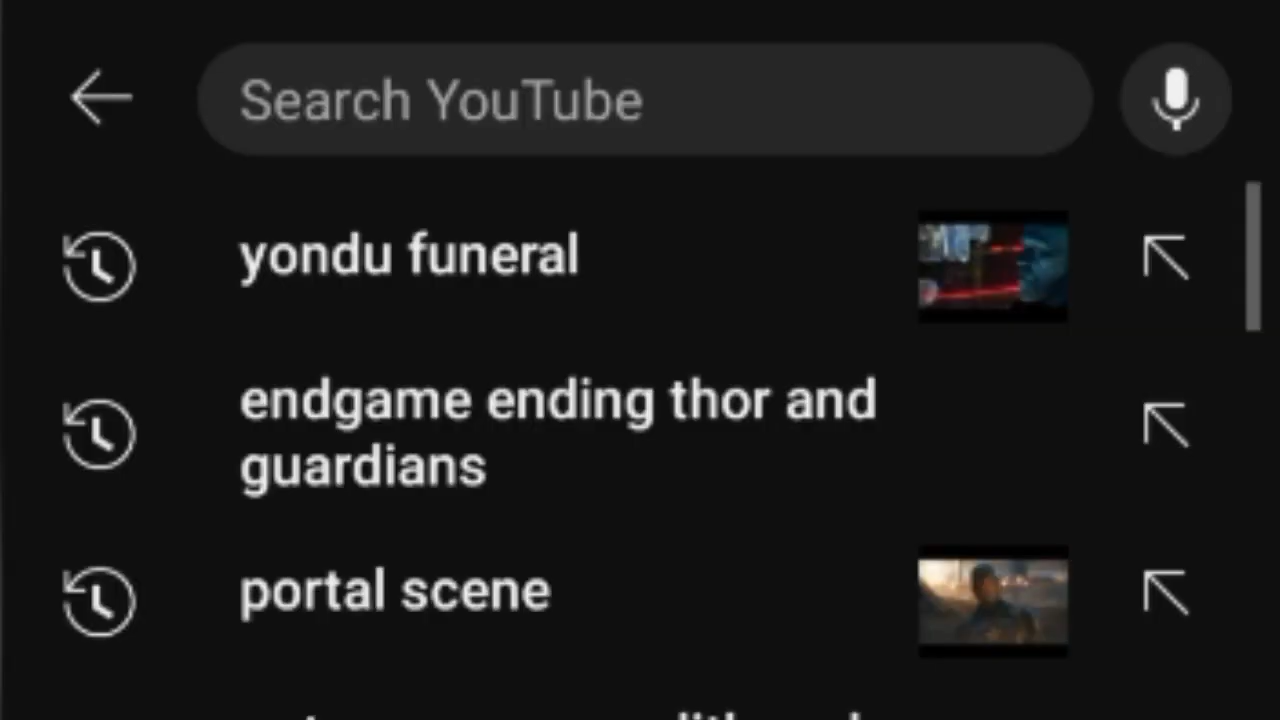 Search YouTube
yondu funeral
endgame ending thor and
guardians
portal scene